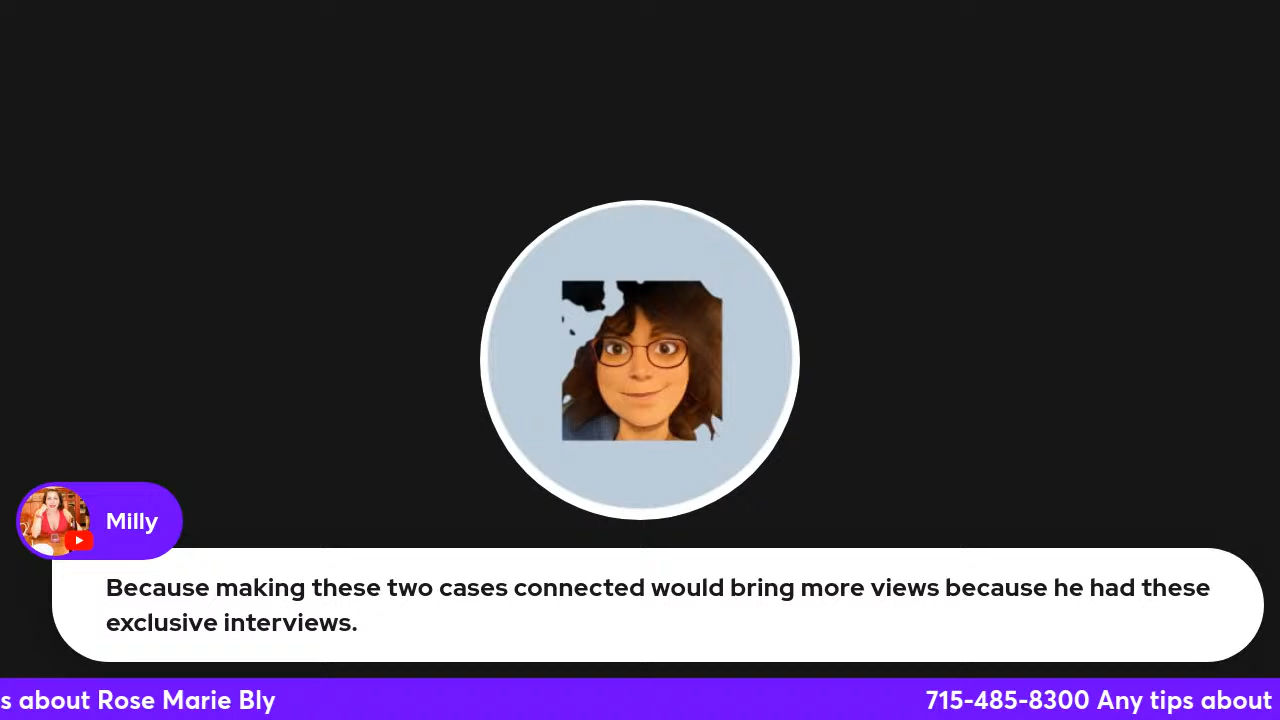 Milly
Because making these two cases connected would bring more views because he had these
exclusive interviews.
s about Rose Marie Bly
715-485-8300 Any tips about